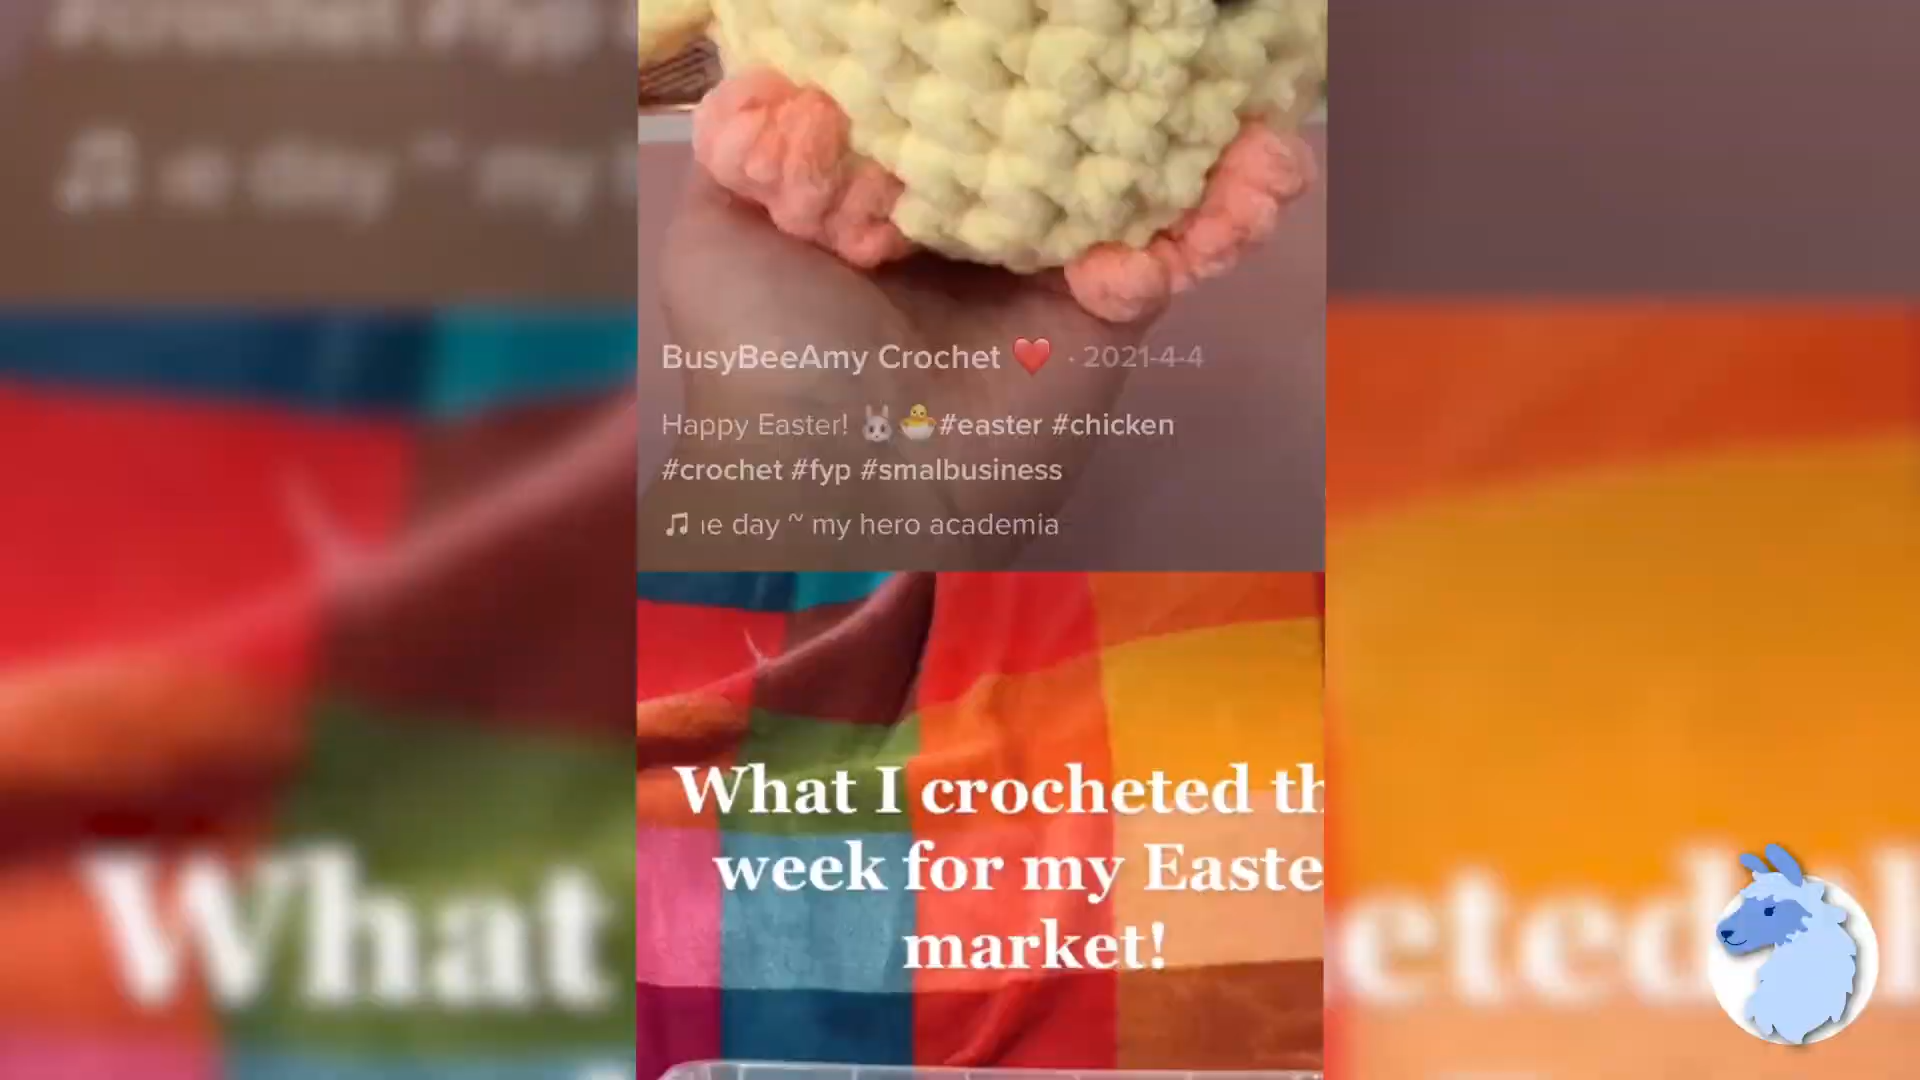 BusyBeeAmy Crochet ❤️ · 2021-4-4
Happy Easter! 🐰🐣#easter #chicken
#crochet #fyp #smalbusiness
🎵 ıe day ~ my hero academia
What I crocheted th
week for my Easte
market!